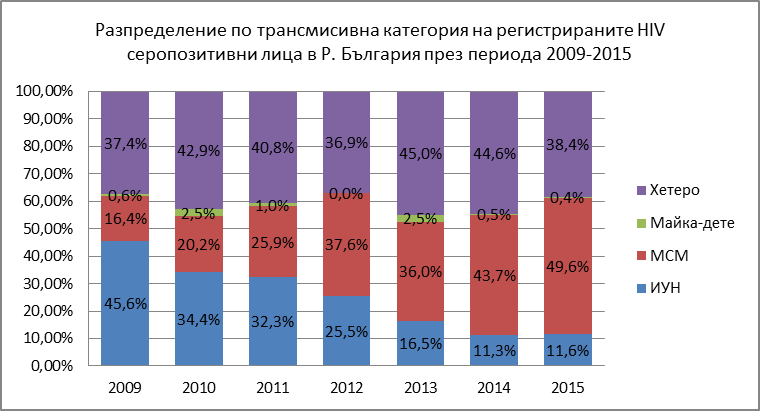 Разпределение по трансмисивна категория на регистрираните HIV
серопозитивни лица в Р. България през периода 2009-2015
100,00%
90,00%
80,00%
70,00%
60,00%
50,00%
40,00%
30,00%
20,00%
10,00%
0,00%
37,4% 42,9% 40,8% 36,9% 45,0% 44,6% 38,4%
0,6% 2,5% 1,0% 0,0% 2,5% 0,5% 0,4%
16,4% 20,2% 25,9% 37,6% 36,0% 43,7% 49,6%
45,6% 34,4% 32,3% 25,5% 16,5% 11,3% 11,6%
2009 2010 2011 2012 2013 2014 2015
Хетеро
Майка-дете
МСМ
ИУН